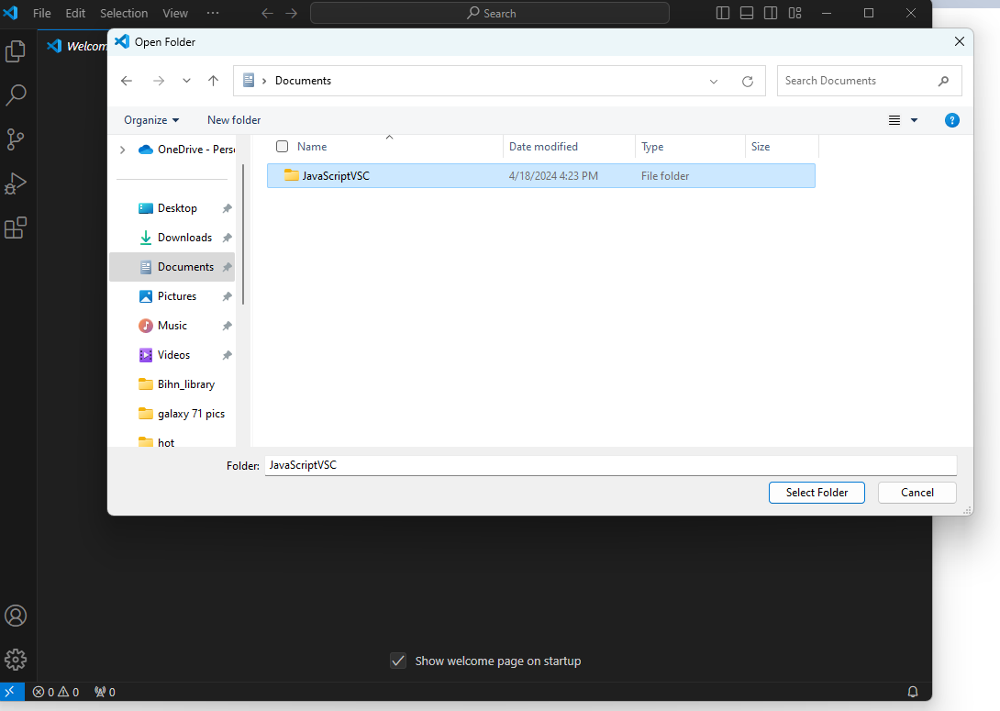 File Edit Selection View ··· Search
Welcom
Open Folder
Documents
Search Documents
Organize New folder
OneDrive - Pers
Name Date modified Type Size
JavaScriptVSC 4/18/2024 4:23 PM File folder
Desktop
Downloads
Documents
Pictures
Music
Videos
Bihn_library
galaxy 71 pics
hot
Folder: JavaScriptVSC
Select Folder Cancel
Show welcome page on startup
0 0 0